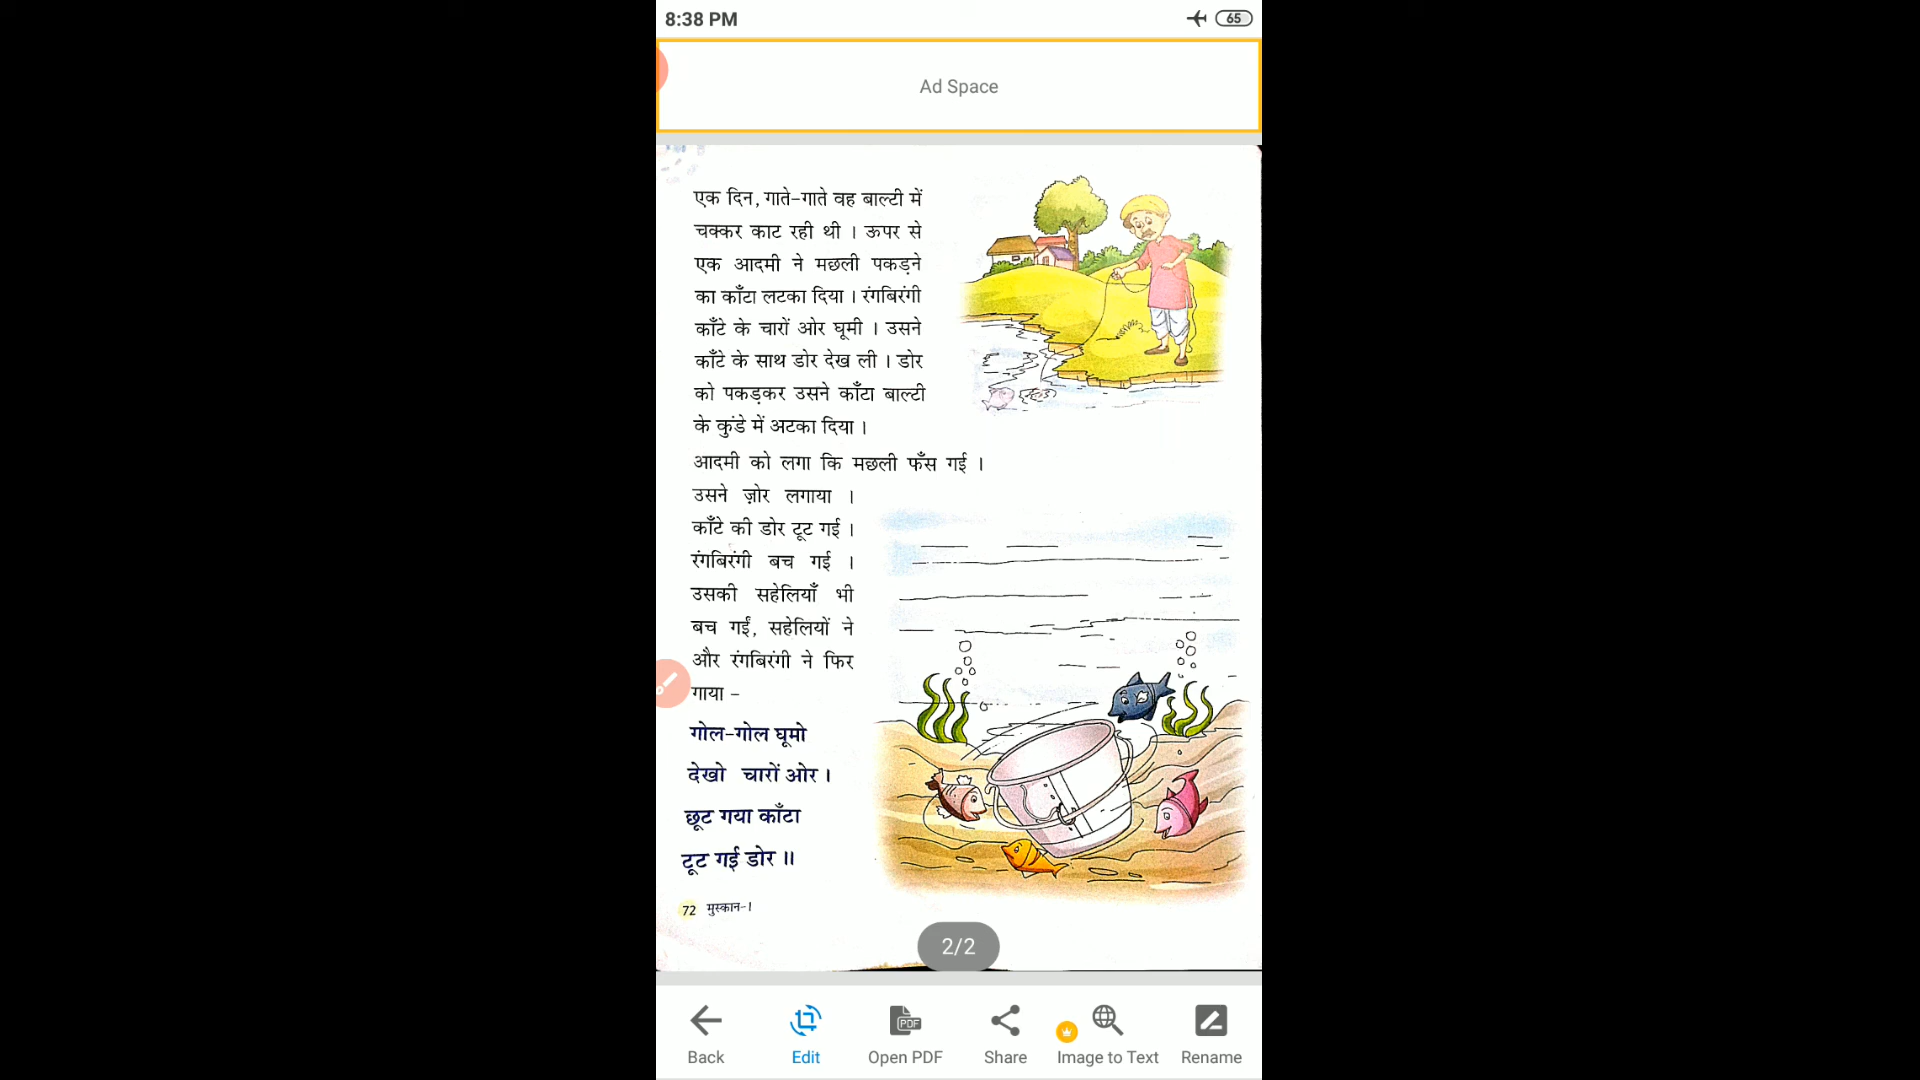 8:38 PM
65
Ad Space
एक दिन, गाते-गाते वह बाल्टी में
चक्कर काट रही थी । ऊपर से
एक आदमी ने मछली पकड़ने
का काँटा लटका दिया । रंगबिरंगी
काँटे के चारों ओर घूमी । उसने
काँटे के साथ डोर देख ली । डोर
को पकड़कर उसने काँटा बाल्टी
के कुंडे में अटका दिया ।
आदमी को लगा कि मछली फँस गई ।
उसने ज़ोर लगाया ।
काँटे की डोर टूट गई ।
रंगबिरंगी बच गई ।
उसकी सहेलियाँ भी
बच गईं, सहेलियों ने
और रंगबिरंगी ने फिर
गाया –
गोल-गोल घूमो
देखो चारों ओर ।
छूट गया काँटा
टूट गई डोर ॥
72 मुस्कान-I
2/2
Back
Edit
PDF
Open PDF
Share
Image to Text
Rename